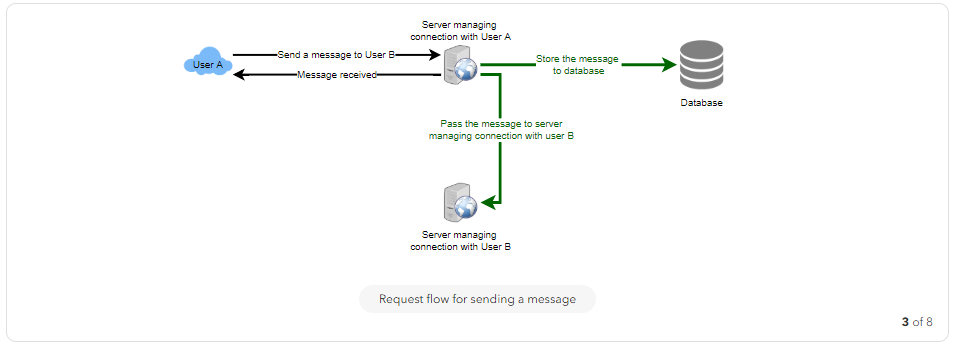 Server managing
connection with User A
User A
Send a message to User B
Message received
Store the message
to database
Database
Pass the message to server
managing connection with user B
Server managing
connection with User B
Request flow for sending a message
3 of 8